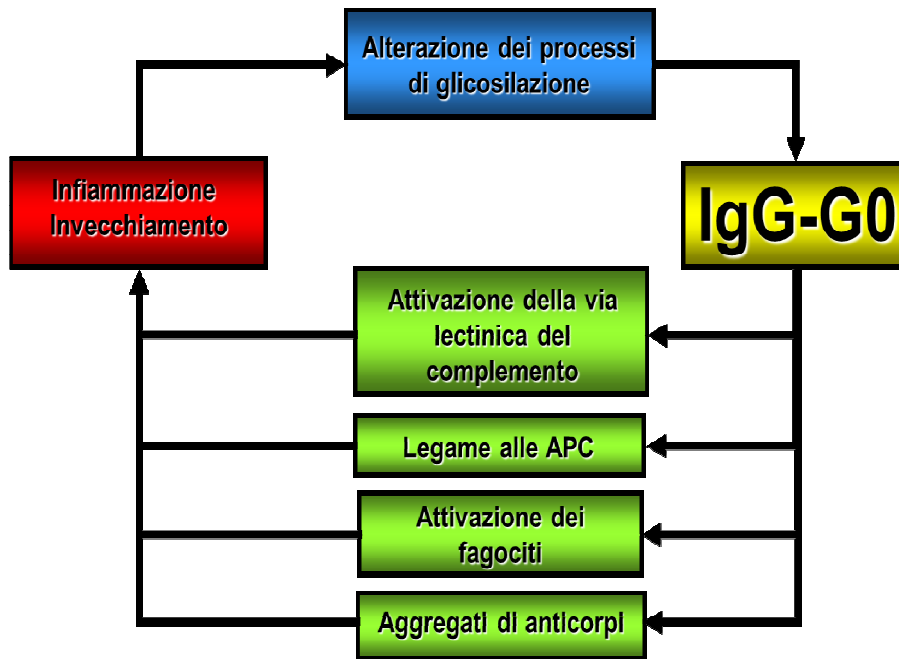 Alterazione dei processi
di glicosilazione
Infiammazione
Invecchiamento
IgG-G0
Attivazione della via
lectinica del
complemento
Legame alle APC
Attivazione dei
fagociti
Aggregati di anticorpi